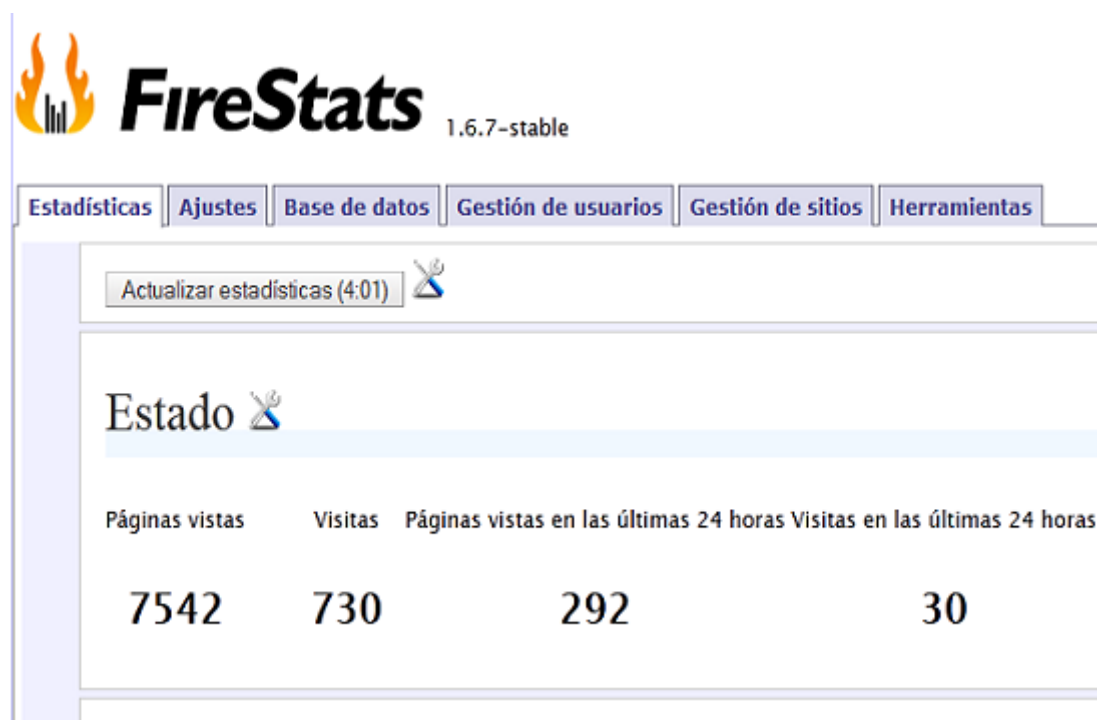 FireStats 1.6.7-stable
Estadísticas Ajustes Base de datos Gestión de usuarios Gestión de sitios Herramientas
Actualizar estadísticas (4:01)
Estado
Páginas vistas Visitas Páginas vistas en las últimas 24 horas Visitas en las últimas 24 horas
7542 730 292 30